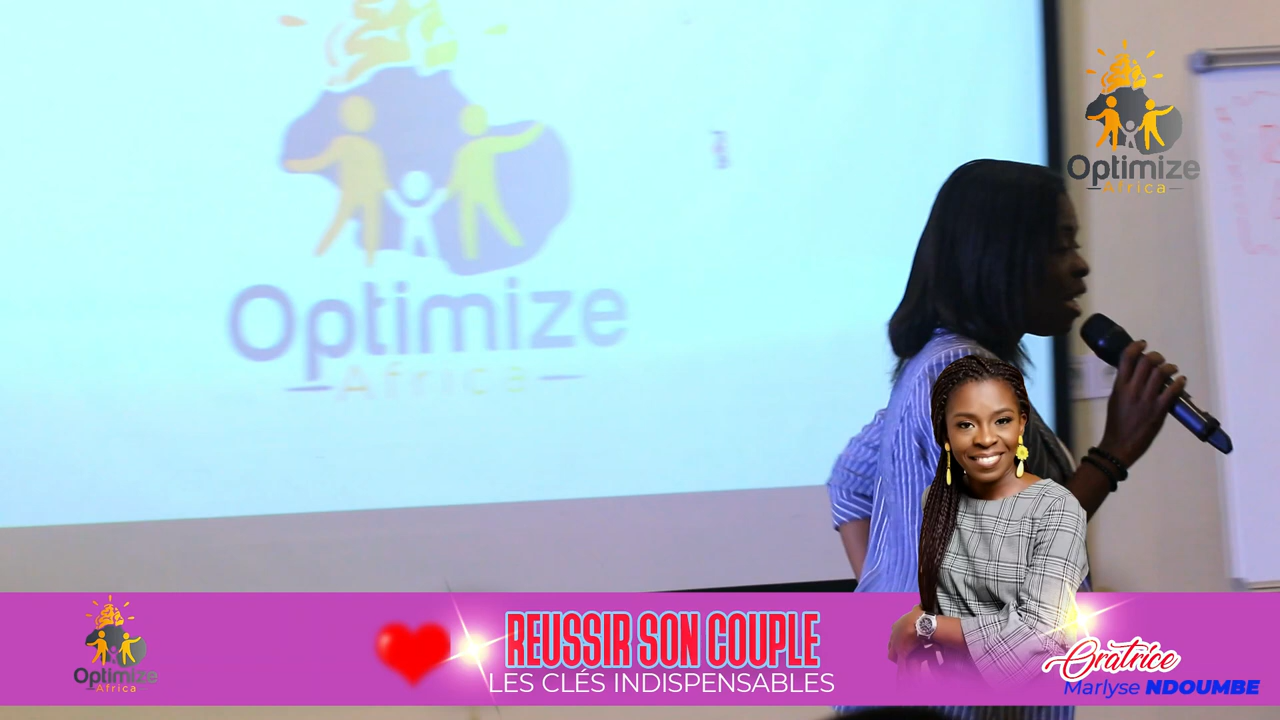 Optimize
Africa
Optimize
Africa
Optimize
Africa
REUSSIR SON COUPLE
LES CLÉS INDISPENSABLES
Oratrice
Marlyse NDOUMBE